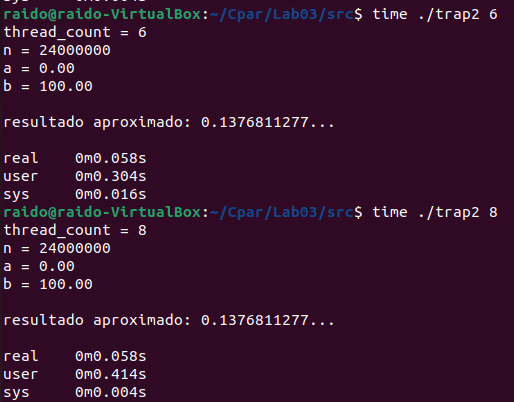 sys     0m0.004s
raido@raido-VirtualBox:~/Cpar/Lab03/src$ time ./trap2 6
thread_count = 6
n = 24000000
a = 0.00
b = 100.00
resultado aproximado: 0.1376811277...
real    0m0.058s
user    0m0.304s
sys     0m0.016s
raido@raido-VirtualBox:~/Cpar/Lab03/src$ time ./trap2 8
thread_count = 8
n = 24000000
a = 0.00
b = 100.00
resultado aproximado: 0.1376811277...
real    0m0.058s
user    0m0.414s
sys     0m0.004s